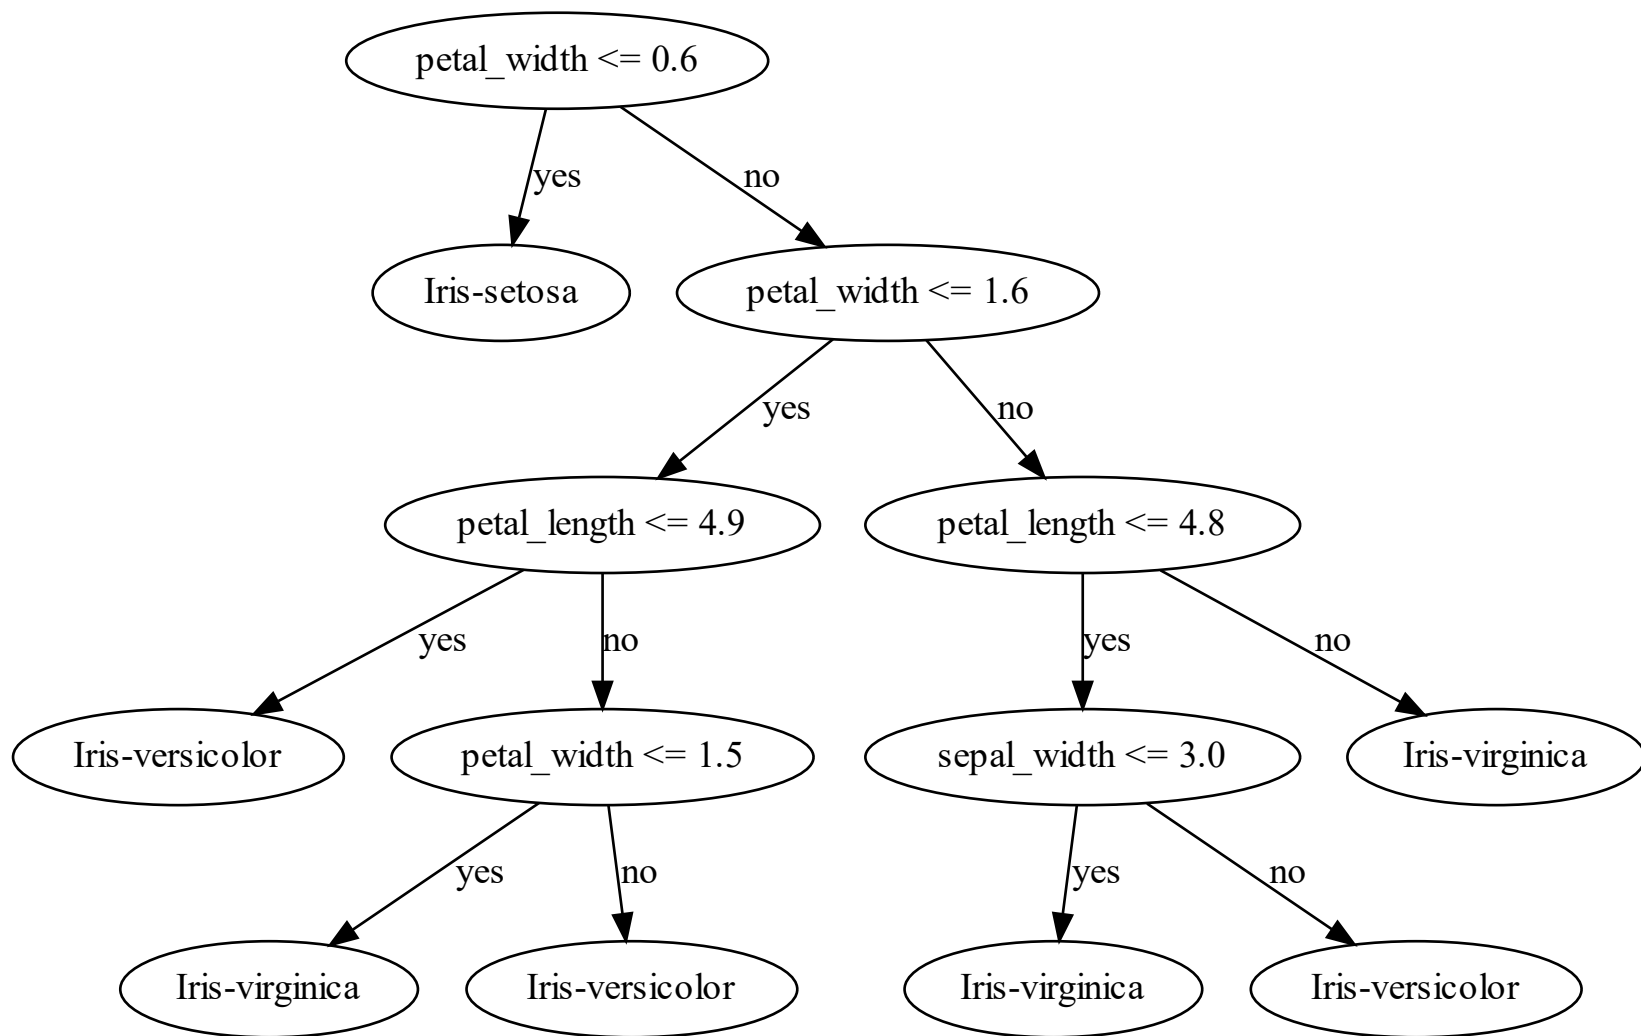 petal_width <= 0.6
yes
no
Iris-setosa
petal_width <= 1.6
yes
no
petal_length <= 4.9
petal_length <= 4.8
yes
no
yes
no
Iris-versicolor
petal_width <= 1.5
sepal_width <= 3.0
Iris-virginica
yes
no
yes
no
Iris-virginica
Iris-versicolor
Iris-virginica
Iris-versicolor